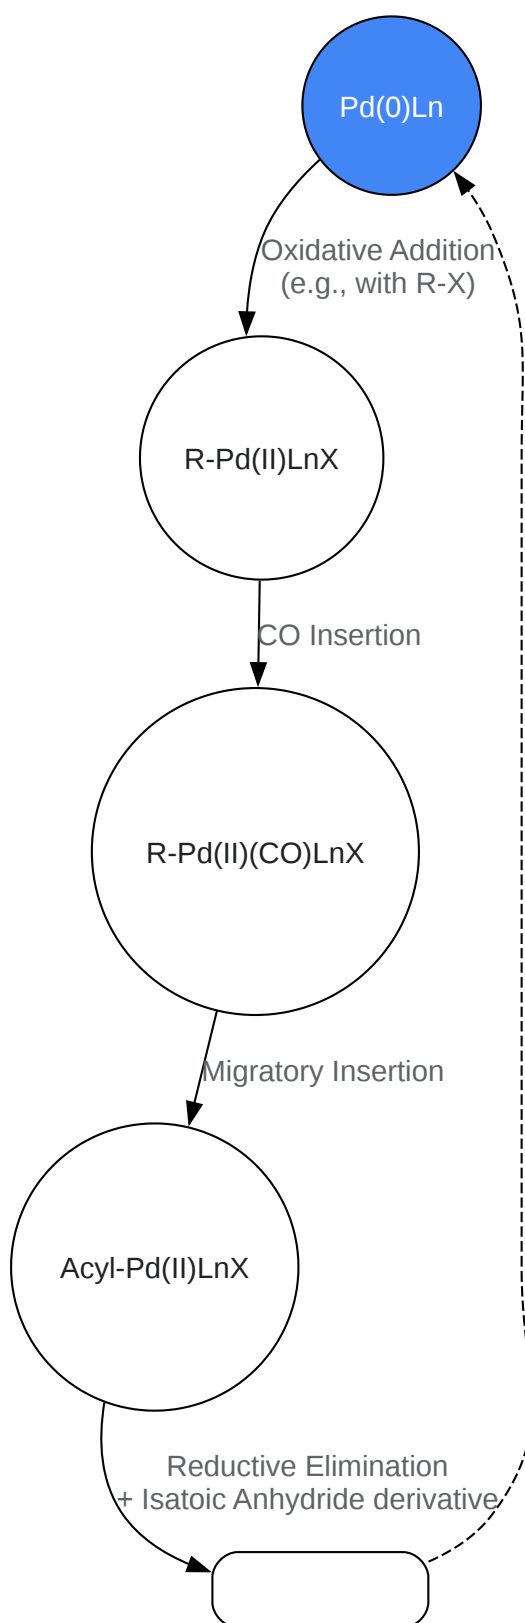 Pd(0)Ln
Oxidative Addition
(e.g., with R-X)
R-Pd(II)LnX
CO Insertion
R-Pd(II)(CO)LnX
Migratory Insertion
Acyl-Pd(II)LnX
Reductive Elimination
+ Isatoic Anhydride derivative